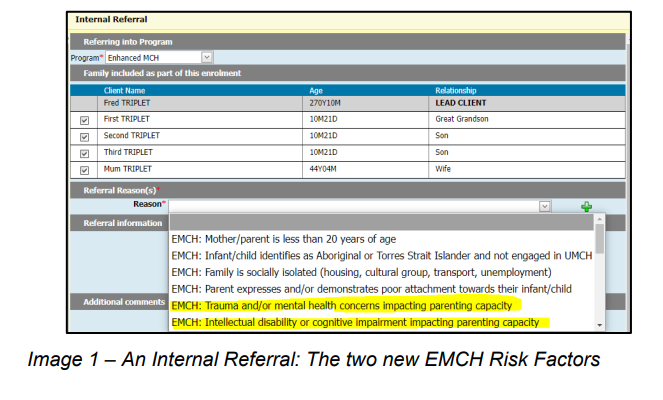 Internal Referral
Referring into Program
Program* Enhanced MCH
Family included as part of this enrolment
Client Name Age Relationship
Fred TRIPLET 270Y10M LEAD CLIENT
First TRIPLET 10M21D Great Grandson
Second TRIPLET 10M21D Son
Third TRIPLET 10M21D Son
Mum TRIPLET 44Y04M Wife
Referral Reason(s)*
Reason*
Referral information
EMCH: Mother/parent is less than 20 years of age
EMCH: Infant/child identifies as Aboriginal or Torres Strait Islander and not engaged in UMCH
EMCH: Family is socially isolated (housing, cultural group, transport, unemployment)
EMCH: Parent expresses and/or demonstrates poor attachment towards their infant/child
Additional comments
EMCH: Trauma and/or mental health concerns impacting parenting capacity
EMCH: Intellectual disability or cognitive impairment impacting parenting capacity
Image 1 – An Internal Referral: The two new EMCH Risk Factors